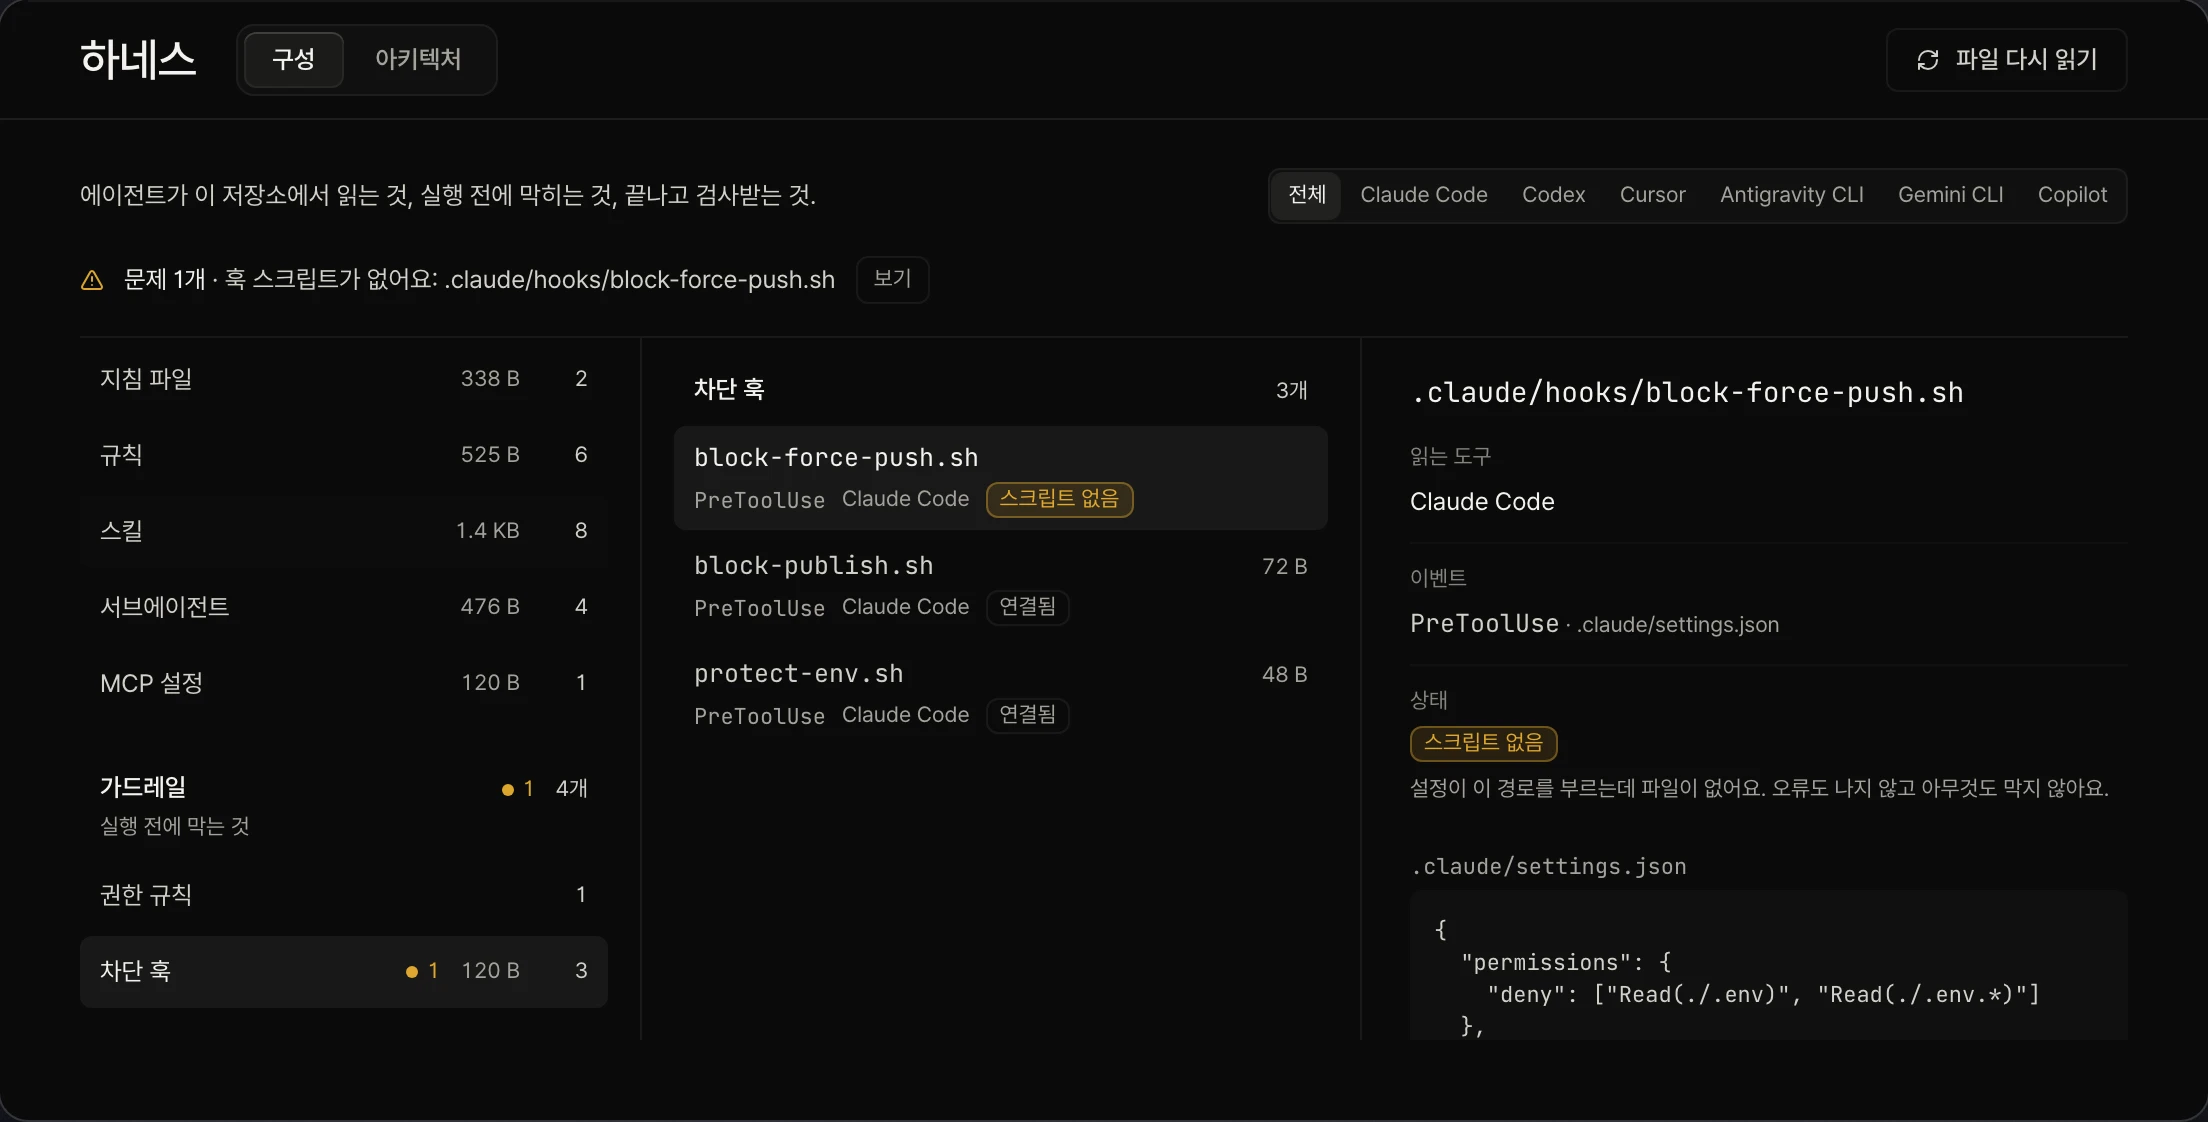 하네스
구성
아키텍처
파일 다시 읽기
에이전트가 이 저장소에서 읽는 것, 실행 전에 막히는 것, 끝나고 검사받는 것.
전체
Claude Code
Codex
Cursor
Antigravity CLI
Gemini CLI
Copilot
문제 1개 · 훅 스크립트가 없어요: .claude/hooks/block-force-push.sh
보기
지침 파일 338 B 2
규칙 525 B 6
스킬 1.4 KB 8
서브에이전트 476 B 4
MCP 설정 120 B 1
가드레일 1 4개
실행 전에 막는 것
권한 규칙 1
차단 훅 1 120 B 3
차단 훅 3개
block-force-push.sh
PreToolUse Claude Code 스크립트 없음
block-publish.sh 72 B
PreToolUse Claude Code 연결됨
protect-env.sh 48 B
PreToolUse Claude Code 연결됨
.claude/hooks/block-force-push.sh
읽는 도구
Claude Code
이벤트
PreToolUse · .claude/settings.json
상태
스크립트 없음
설정이 이 경로를 부르는데 파일이 없어요. 오류도 나지 않고 아무것도 막지 않아요.
.claude/settings.json
{
"permissions": {
"deny": ["Read(./.env)", "Read(./.env.*)"]
},